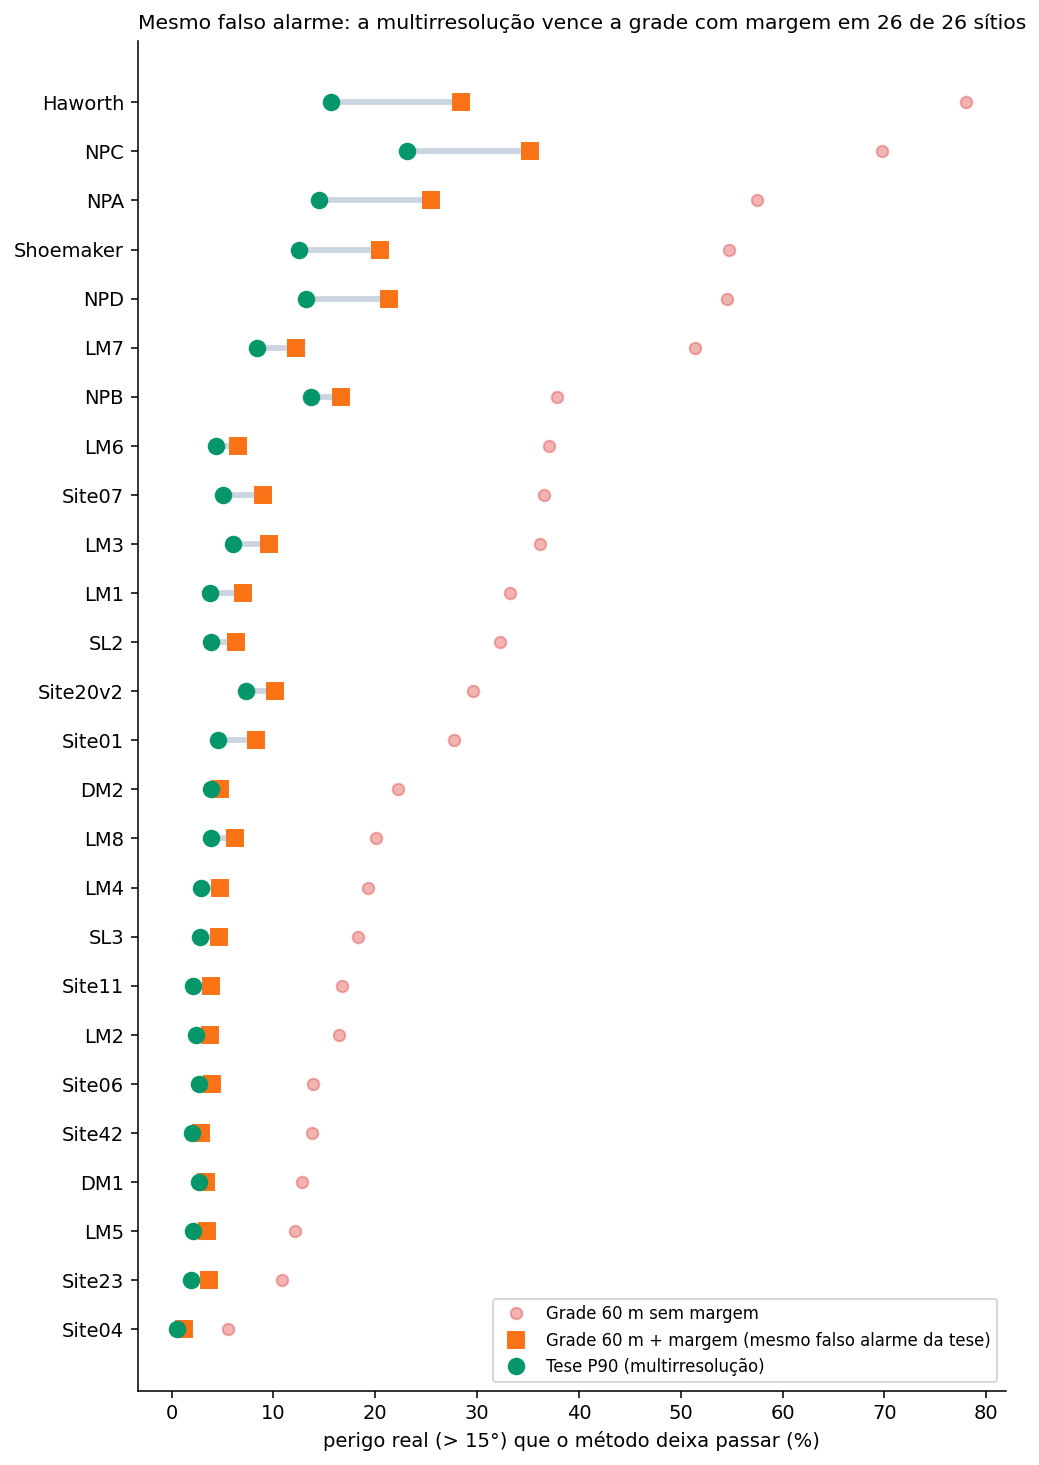 Mesmo falso alarme: a multirresolução vence a grade com margem em 26 de 26 sítios
Haworth
NPC
NPA
Shoemaker
NPD
LM7
NPB
LM6
Site07
LM3
LM1
SL2
Site20v2
Site01
DM2
LM8
LM4
SL3
Site11
LM2
Site06
Site42
DM1
LM5
Site23
Site04
Grade 60 m sem margem
Grade 60 m + margem (mesmo falso alarme da tese)
Tese P90 (multirresolução)
0 10 20 30 40 50 60 70 80
perigo real (> 15°) que o método deixa passar (%)